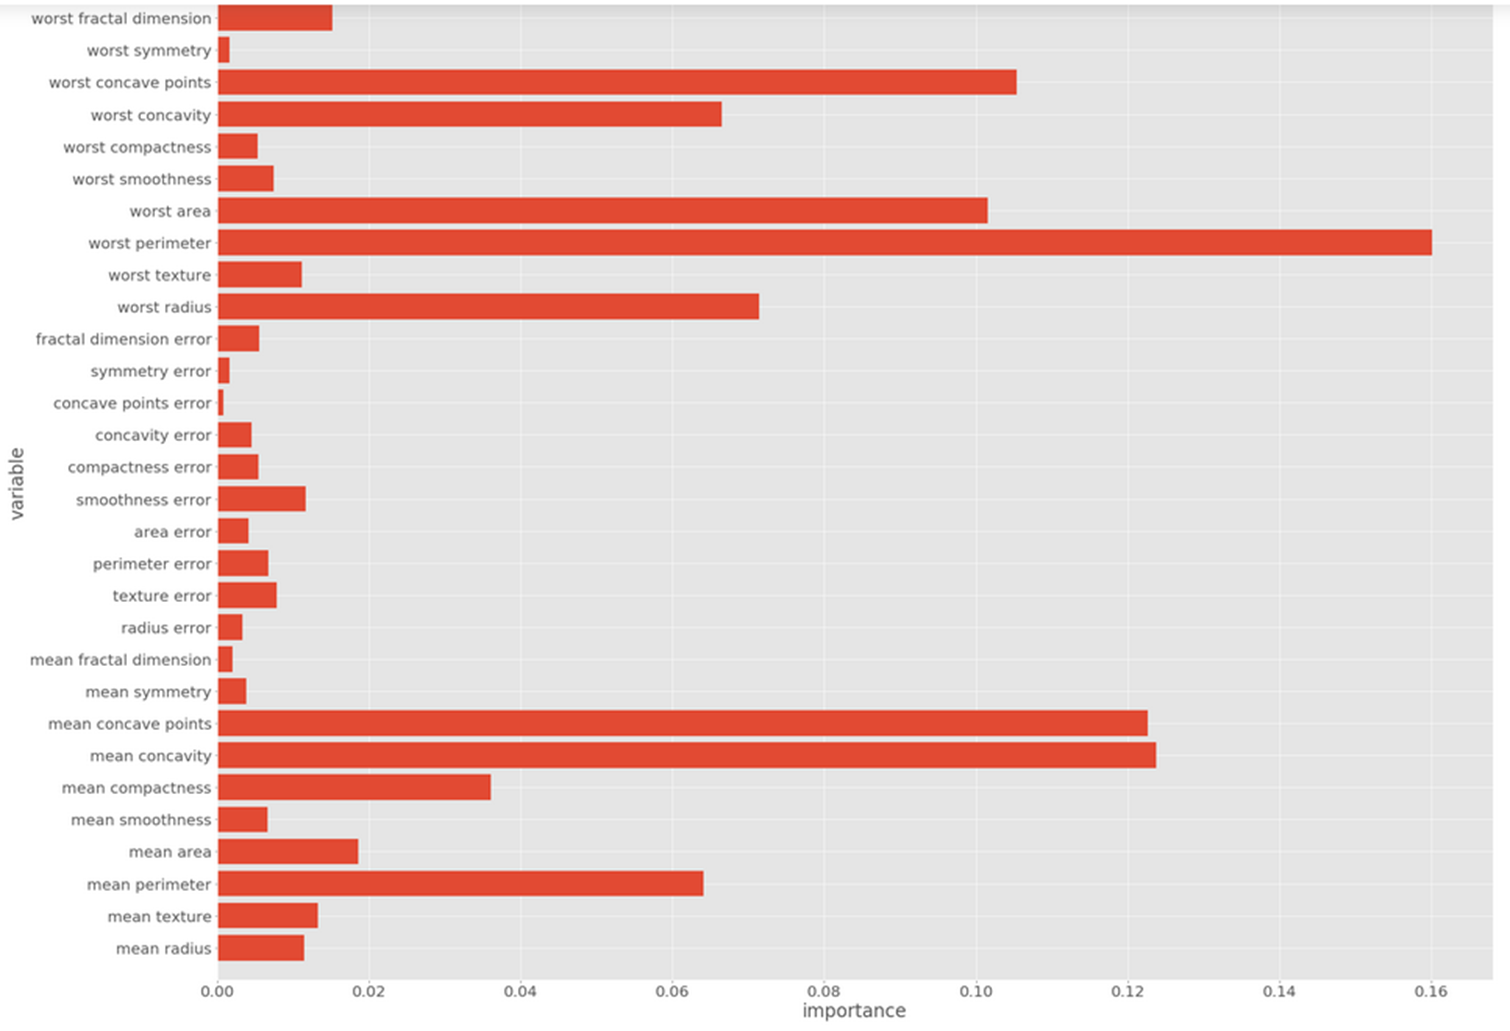 worst fractal dimension
worst symmetry
worst concave points
worst concavity
worst compactness
worst smoothness
worst area
worst perimeter
worst texture
worst radius
fractal dimension error
symmetry error
concave points error
concavity error
compactness error
smoothness error
area error
perimeter error
texture error
radius error
mean fractal dimension
mean symmetry
mean concave points
mean concavity
mean compactness
mean smoothness
mean area
mean perimeter
mean texture
mean radius
variable
0.00 0.02 0.04 0.06 0.08 0.10 0.12 0.14 0.16
importance